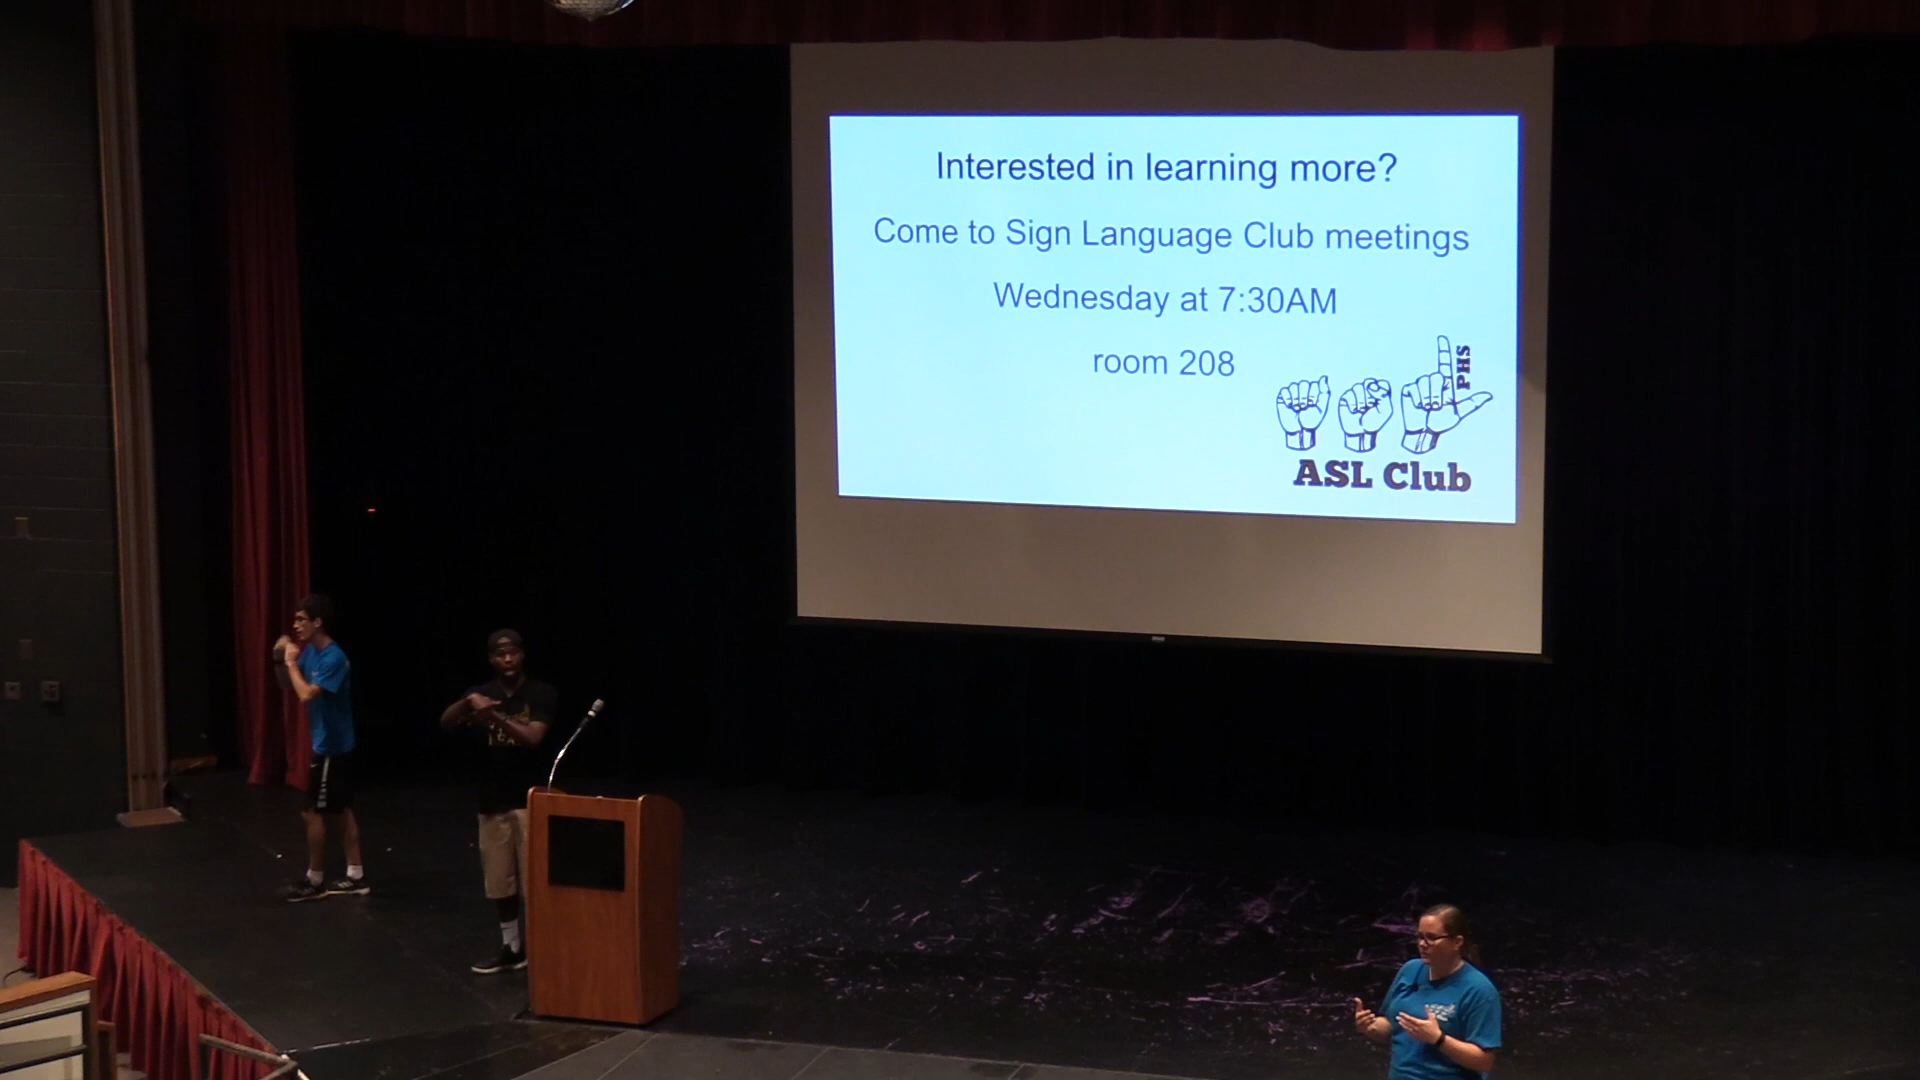 Interested in learning more?
Come to Sign Language Club meetings
Wednesday at 7:30AM
room 208
PHS
ASL Club